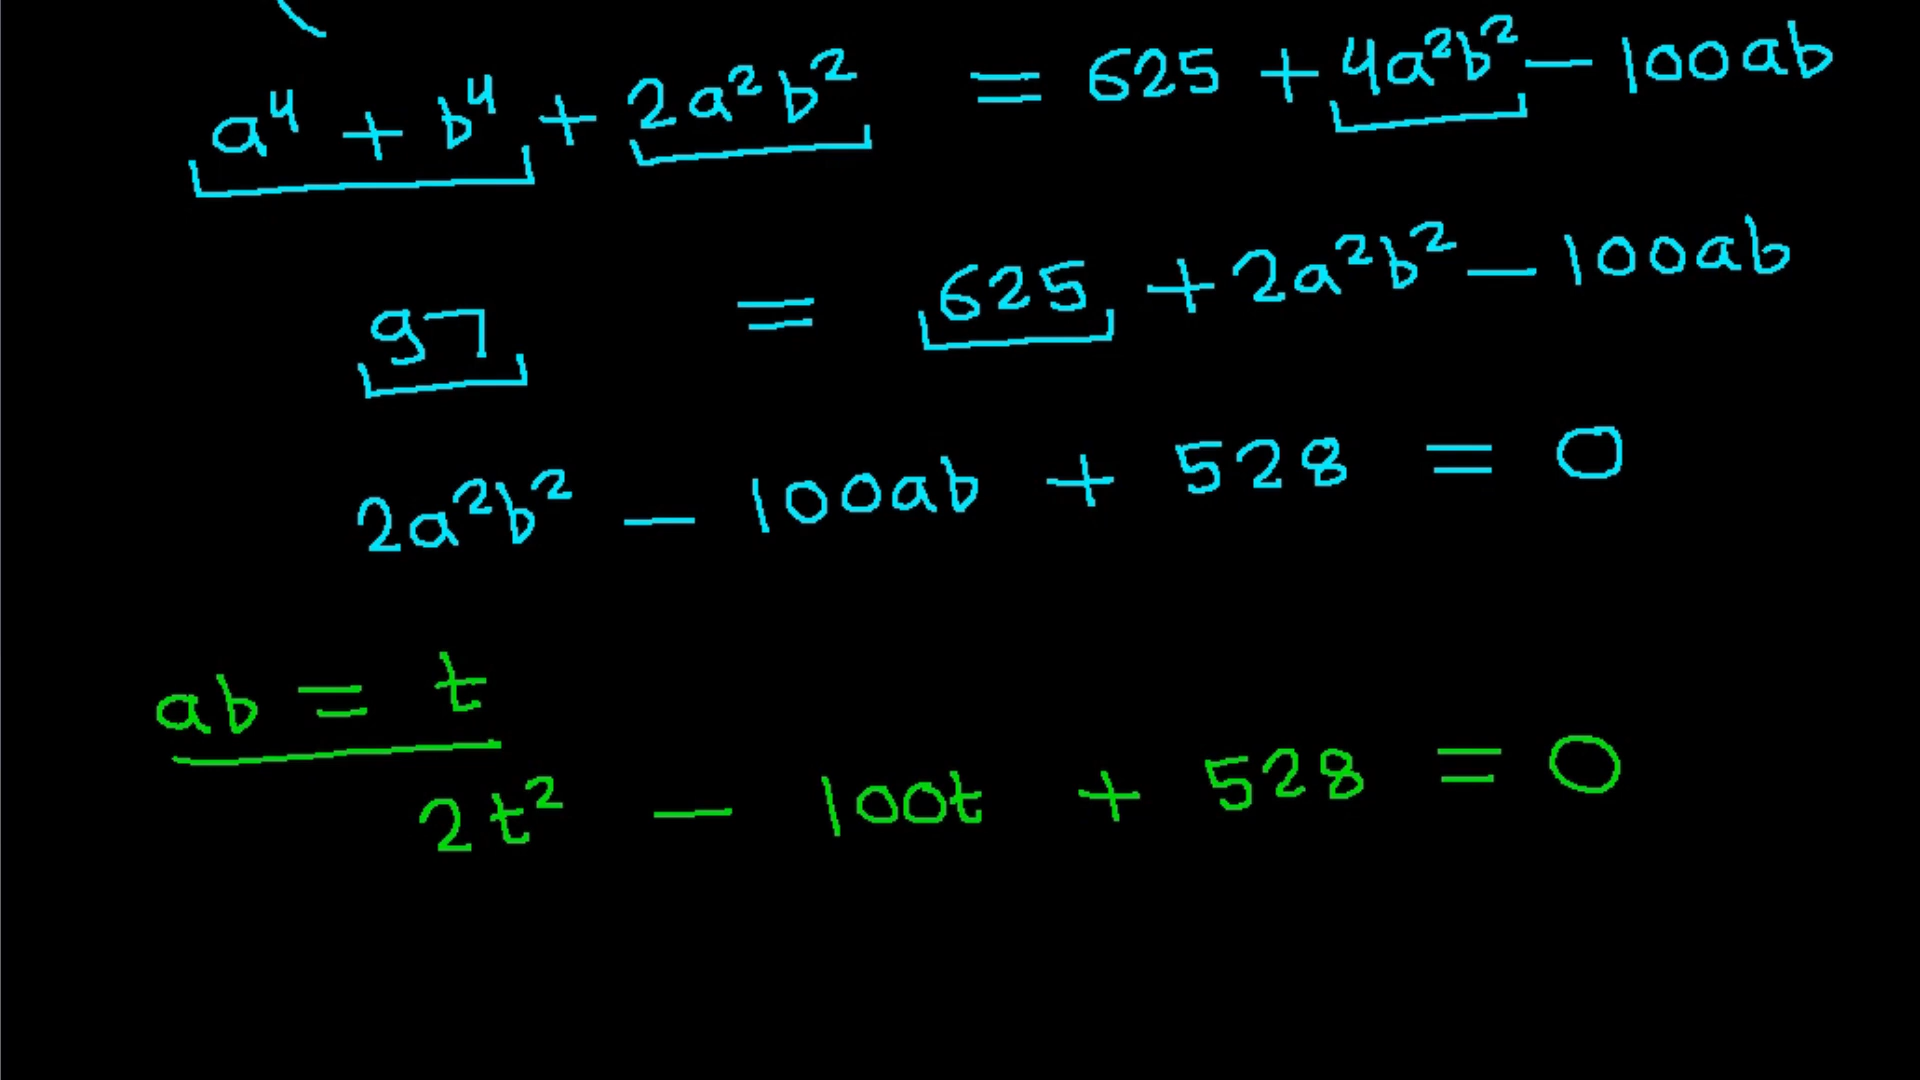 a⁴ + b⁴ + 2a²b² = 625 + 4a²b² – 100ab
97 = 625 + 2a²b² – 100ab
2a²b² – 100ab + 528 = 0
ab = t
2t² – 100t + 528 = 0